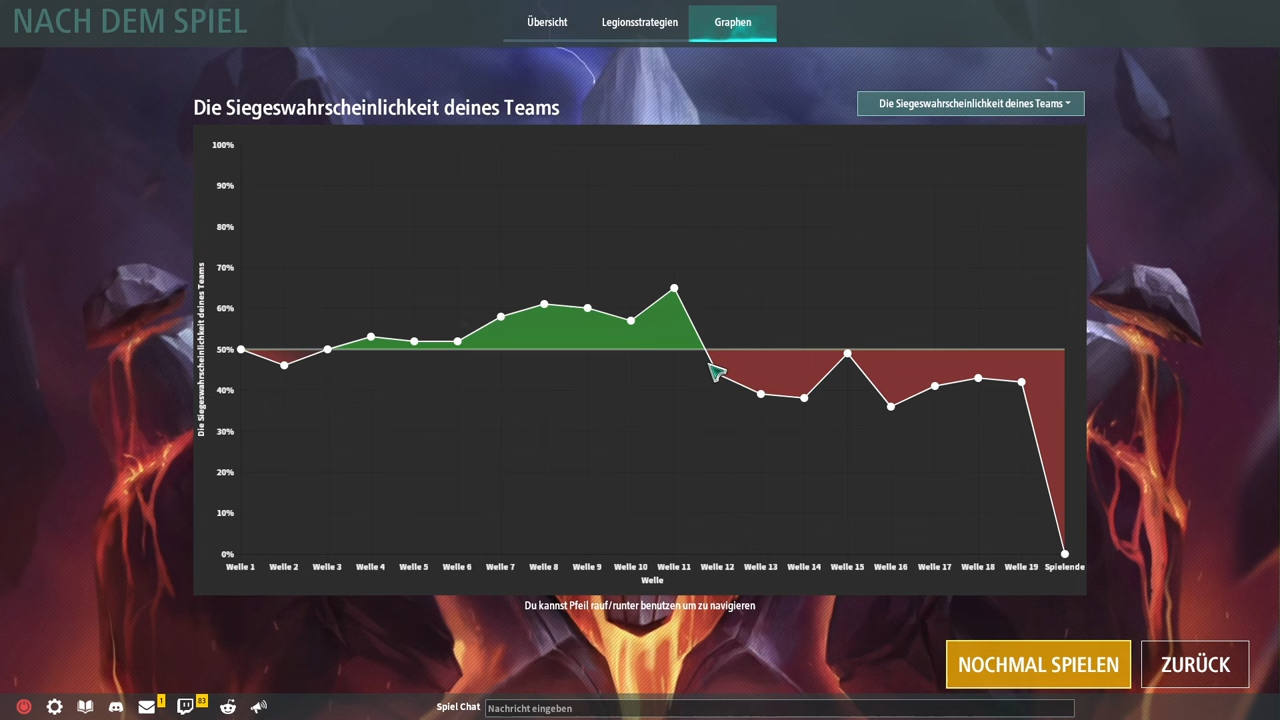 NACH DEM SPIEL
Übersicht
Legionsstrategien
Graphen
Die Siegeswahrscheinlichkeit deines Teams
Die Siegeswahrscheinlichkeit deines Teams
100%
90%
80%
70%
60%
50%
40%
30%
20%
10%
0%
Die Siegeswahrscheinlichkeit deines Teams
Welle 1 Welle 2 Welle 3 Welle 4 Welle 5 Welle 6 Welle 7 Welle 8 Welle 9 Welle 10 Welle 11 Welle 12 Welle 13 Welle 14 Welle 15 Welle 16 Welle 17 Welle 18 Welle 19 Spielende
Welle
Du kannst Pfeil rauf/runter benutzen um zu navigieren
NOCHMAL SPIELEN
ZURÜCK
1
83
Spiel Chat
Nachricht eingeben